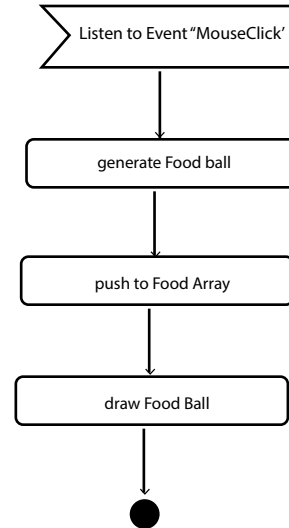 Listen to Event “MouseClick’
generate Food ball
push to Food Array
draw Food Ball